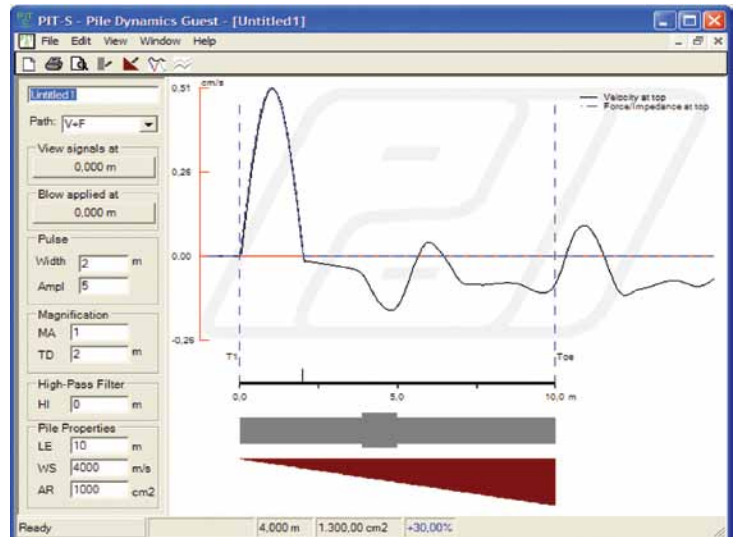 PIT-S - Pile Dynamics Guest - [Untitled1]
File Edit View Window Help
Untitled1
Path: V+F
View signals at
0,000 m
Blow applied at
0,000 m
Pulse
Width 2 m
Ampl 5
Magnification
MA 1
TD 2 m
High-Pass Filter
HI 0 m
Pile Properties
LE 10 m
WS 4000 m/s
AR 1000 cm2
cm/s
0.51
0.26
0.00
-0.26
Velocity at top
Force/Impedance at top
T1
Toe
0,0 5,0 10,0 m
Ready 4,000 m 1.300,00 cm2 +30,00%